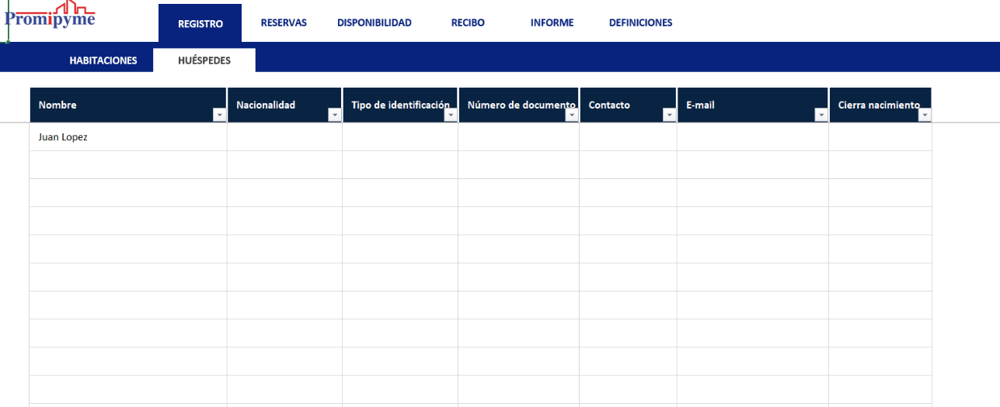 Promipyme
REGISTRO RESERVAS DISPONIBILIDAD RECIBO INFORME DEFINICIONES
HABITACIONES HUÉSPEDES
Nombre Nacionalidad Tipo de identificación Número de documento Contacto E-mail Cierra nacimiento
Juan Lopez